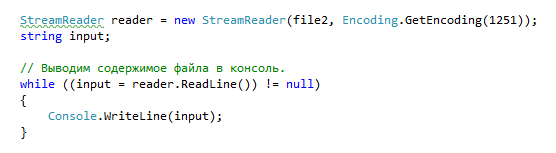 StreamReader reader = new StreamReader(file2, Encoding.GetEncoding(1251));
string input;
// Выводим содержимое файла в консоль.
while ((input = reader.ReadLine()) != null)
{
Console.WriteLine(input);
}